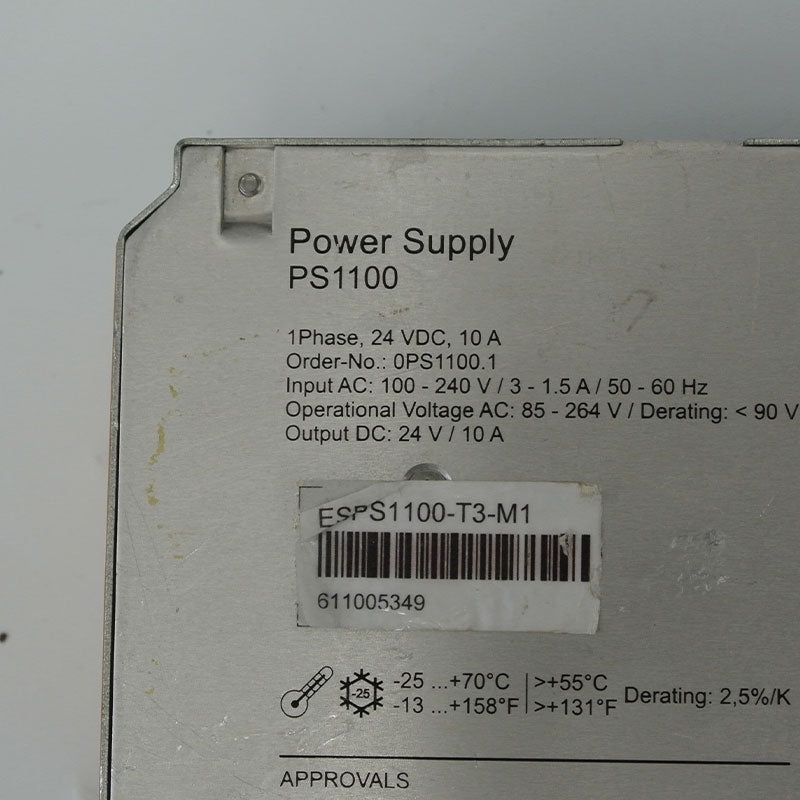 Power Supply
PS1100
1Phase, 24 VDC, 10 A
Order-No.: 0PS1100.1
Input AC: 100 - 240 V / 3 - 1.5 A / 50 - 60 Hz
Operational Voltage AC: 85 - 264 V / Derating: < 90 V
Output DC: 24 V / 10 A
ESPS1100-T3-M1
611005349
-25 -25 ...+70°C >+55°C
-13 ...+158°F >+131°F Derating: 2,5%/K
APPROVALS